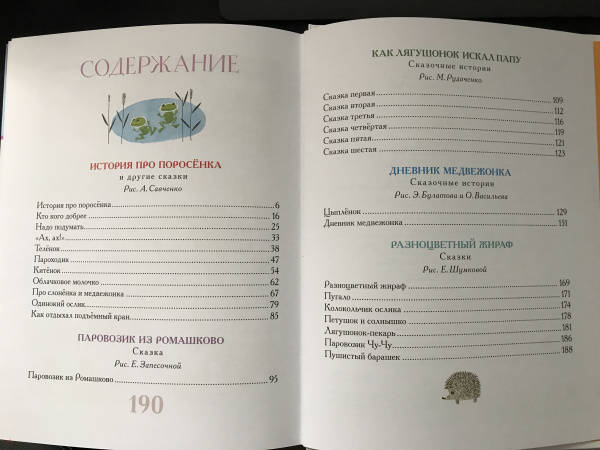 СОДЕРЖАНИЕ
ИСТОРИЯ ПРО ПОРОСЁНКА
и другие сказки
Рис. А. Савченко
История про поросёнка 6
Кто кого добрее 16
Надо подумать 25
«Ах, ах!» 33
Телёнок 38
Пароходик 47
Котёнок 54
Облачковое молочко 62
Про слонёнка и медвежонка 67
Одинокий ослик 79
Как отдыхал подъёмный кран 85
ПАРОВОЗИК ИЗ РОМАШКОВО
Сказка
Рис. Е. Запесочной
Паровозик из Ромашково 95
190
КАК ЛЯГУШОНОК ИСКАЛ ПАПУ
Сказочные истории
Рис. М. Рудаченко
Сказка первая 109
Сказка вторая 112
Сказка третья 116
Сказка четвёртая 119
Сказка пятая 121
Сказка шестая 123
ДНЕВНИК МЕДВЕЖОНКА
Сказочные истории
Рис. Э. Булатова и О. Васильева
Цыплёнок 129
Дневник медвежонка 131
РАЗНОЦВЕТНЫЙ ЖИРАФ
Сказки
Рис. Е. Шумковой
Разноцветный жираф 169
Пугало 171
Колокольчик ослика 174
Петушок и солнышко 178
Лягушонок-пекарь 181
Паровозик Чу-Чу 186
Пушистый барашек 188